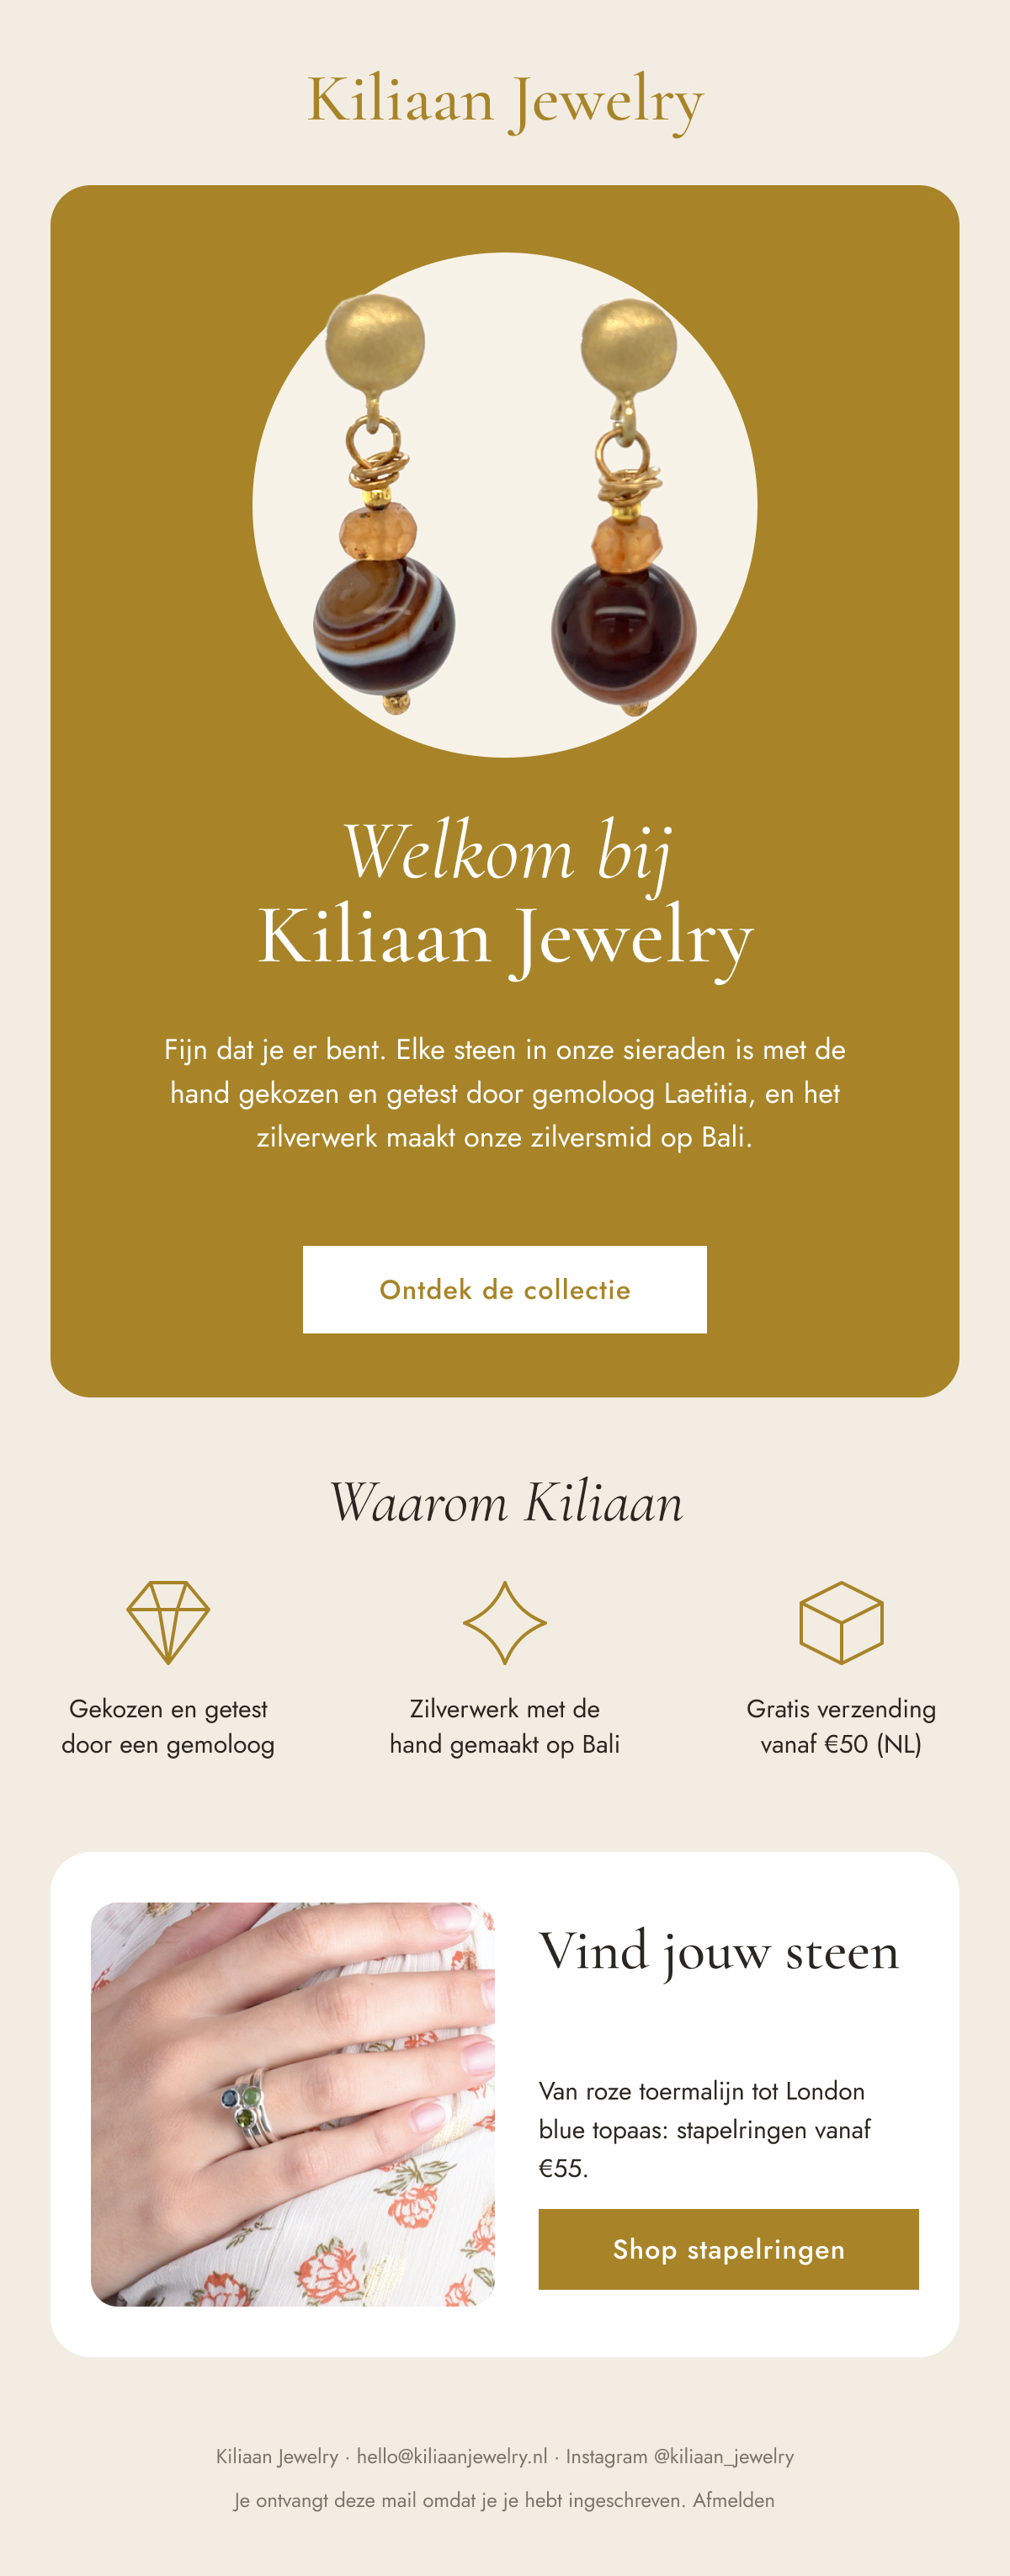 Kiliaan Jewelry
Welkom bij
Kiliaan Jewelry
Fijn dat je er bent. Elke steen in onze sieraden is met de
hand gekozen en getest door gemoloog Laetitia, en het
zilverwerk maakt onze zilversmid op Bali.
Ontdek de collectie
Waarom Kiliaan
Gekozen en getest
door een gemoloog
Zilverwerk met de
hand gemaakt op Bali
Gratis verzending
vanaf €50 (NL)
Vind jouw steen
Van roze toermalijn tot London
blue topaas: stapelringen vanaf
€55.
Shop stapelringen
Kiliaan Jewelry · hello@kiliaanjewelry.nl · Instagram @kiliaan_jewelry
Je ontvangt deze mail omdat je je hebt ingeschreven. Afmelden